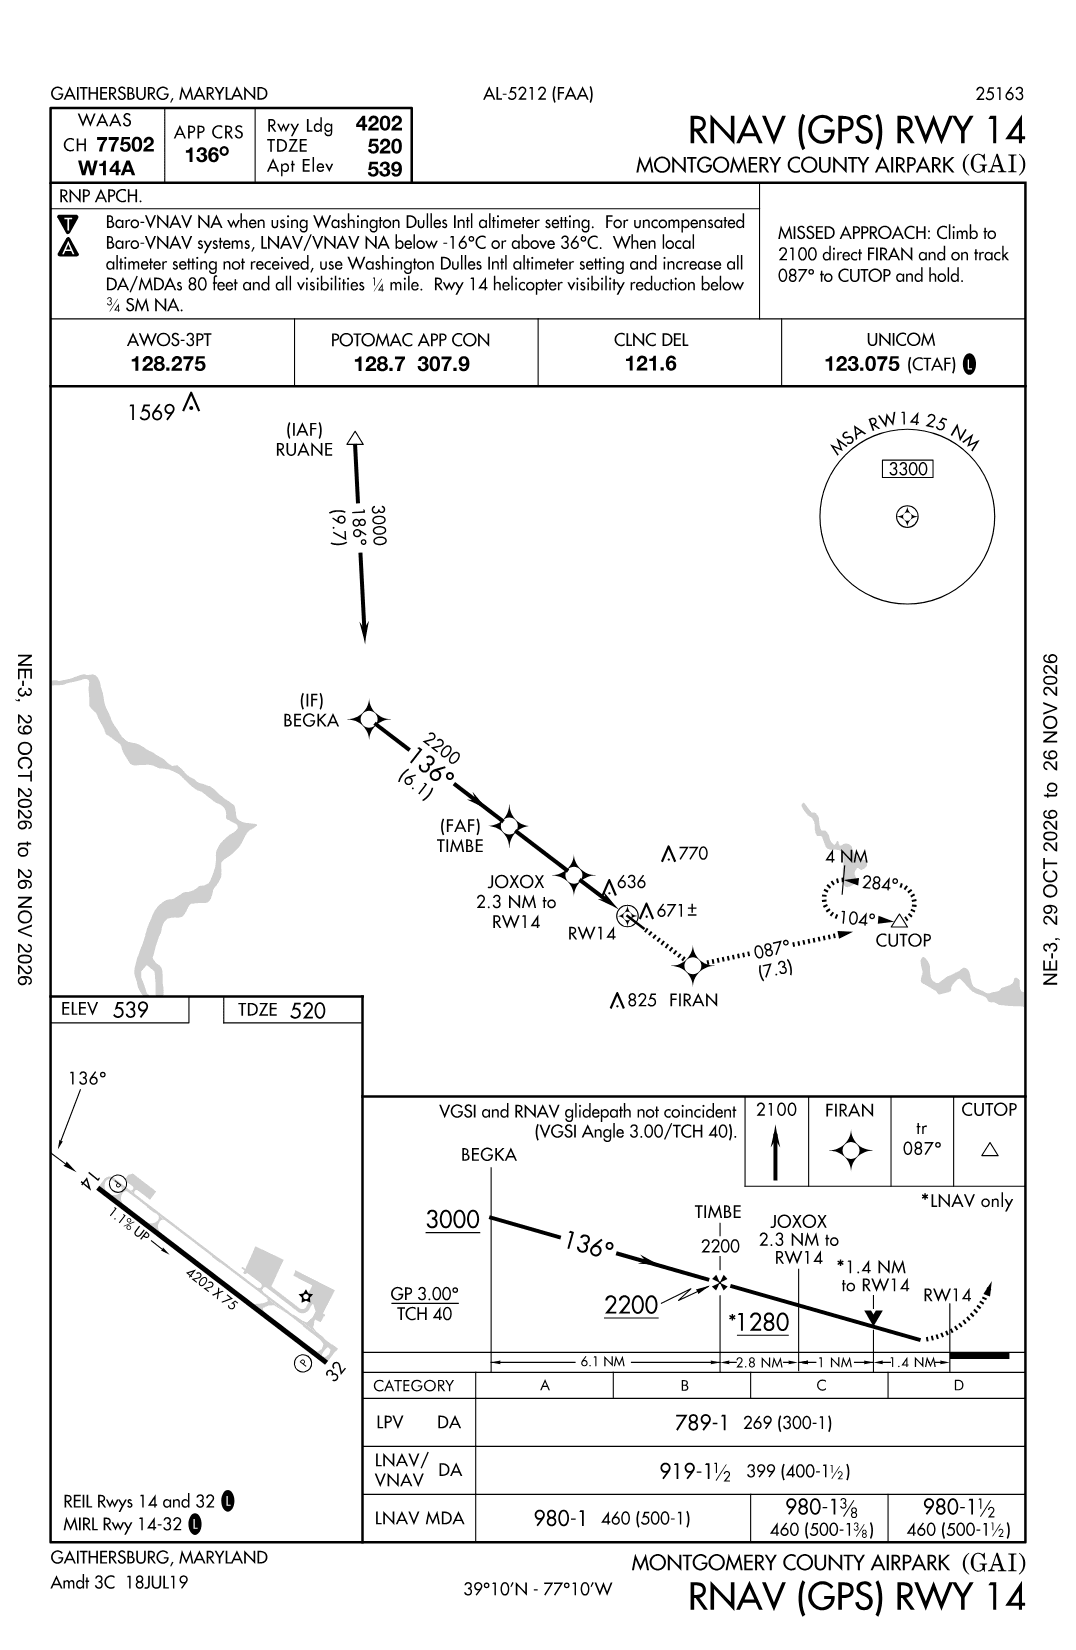 GAITHERSBURG, MARYLAND
AL-5212 (FAA)
25163
WAAS
CH 77502
W14A
APP CRS
136°
Rwy Ldg 4202
TDZE 520
Apt Elev 539
RNAV (GPS) RWY 14
MONTGOMERY COUNTY AIRPARK (GAI)
RNP APCH.
T
A
Baro-VNAV NA when using Washington Dulles Intl altimeter setting. For uncompensated
Baro-VNAV systems, LNAV/VNAV NA below -16°C or above 36°C. When local
altimeter setting not received, use Washington Dulles Intl altimeter setting and increase all
DA/MDAs 80 feet and all visibilities ¼ mile. Rwy 14 helicopter visibility reduction below
¾ SM NA.
MISSED APPROACH: Climb to
2100 direct FIRAN and on track
087° to CUTOP and hold.
AWOS-3PT
128.275
POTOMAC APP CON
128.7 307.9
CLNC DEL
121.6
UNICOM
123.075 (CTAF) L
1569
(IAF)
RUANE
3000
186°
(9.7)
MSA RW14 25 NM
3300
(IF)
BEGKA
2200
136°
(6.1)
(FAF)
TIMBE
JOXOX
2.3 NM to
RW14
770
636
671±
RW14
825
FIRAN
087°
(7.3)
4 NM
284°
104°
CUTOP
NE-3, 29 OCT 2026 to 26 NOV 2026
NE-3, 29 OCT 2026 to 26 NOV 2026
ELEV 539
TDZE 520
136°
14
P
1.1% UP
4202 X 75
P
32
REIL Rwys 14 and 32 L
MIRL Rwy 14-32 L
VGSI and RNAV glidepath not coincident
(VGSI Angle 3.00/TCH 40).
2100
FIRAN
tr
087°
CUTOP
*LNAV only
BEGKA
3000
136°
TIMBE
2200
JOXOX
2.3 NM to
RW14
*1.4 NM
to RW14
RW14
GP 3.00°
TCH 40
2200
*1280
6.1 NM
2.8 NM
1 NM
1.4 NM
CATEGORY A B C D
LPV DA 789-1 269 (300-1)
LNAV/
VNAV DA 919-1½ 399 (400-1½)
LNAV MDA 980-1 460 (500-1)
980-1⅜
460 (500-1⅜)
980-1½
460 (500-1½)
GAITHERSBURG, MARYLAND
Amdt 3C 18JUL19
39°10'N - 77°10'W
MONTGOMERY COUNTY AIRPARK (GAI)
RNAV (GPS) RWY 14